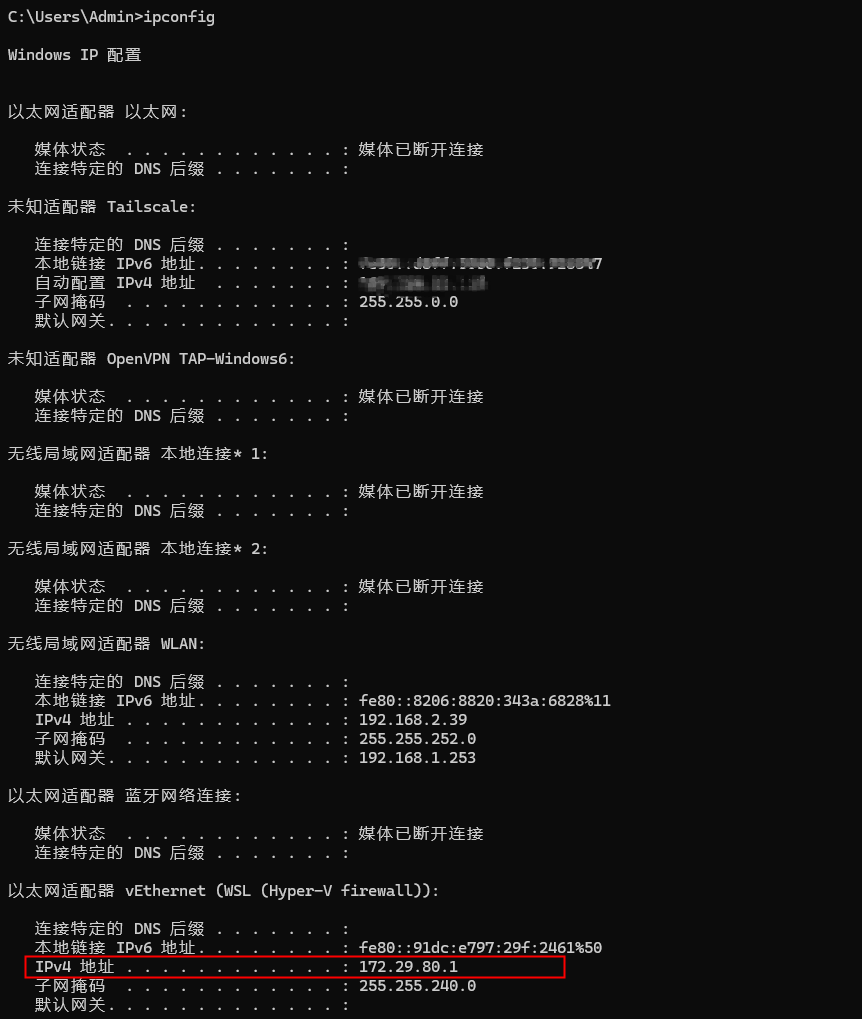 C:\Users\Admin>ipconfig
Windows IP 配置
以太网适配器 以太网:
媒体状态 . . . . . . . . . . . . : 媒体已断开连接
连接特定的 DNS 后缀 . . . . . . . :
未知适配器 Tailscale:
连接特定的 DNS 后缀 . . . . . . . :
本地链接 IPv6 地址. . . . . . . . :
自动配置 IPv4 地址 . . . . . . . :
子网掩码 . . . . . . . . . . . . : 255.255.0.0
默认网关. . . . . . . . . . . . . :
未知适配器 OpenVPN TAP-Windows6:
媒体状态 . . . . . . . . . . . . : 媒体已断开连接
连接特定的 DNS 后缀 . . . . . . . :
无线局域网适配器 本地连接* 1:
媒体状态 . . . . . . . . . . . . : 媒体已断开连接
连接特定的 DNS 后缀 . . . . . . . :
无线局域网适配器 本地连接* 2:
媒体状态 . . . . . . . . . . . . : 媒体已断开连接
连接特定的 DNS 后缀 . . . . . . . :
无线局域网适配器 WLAN:
连接特定的 DNS 后缀 . . . . . . . :
本地链接 IPv6 地址. . . . . . . . : fe80::8206:8820:343a:6828%11
IPv4 地址 . . . . . . . . . . . . : 192.168.2.39
子网掩码 . . . . . . . . . . . . : 255.255.252.0
默认网关. . . . . . . . . . . . . : 192.168.1.253
以太网适配器 蓝牙网络连接:
媒体状态 . . . . . . . . . . . . : 媒体已断开连接
连接特定的 DNS 后缀 . . . . . . . :
以太网适配器 vEthernet (WSL (Hyper-V firewall)):
连接特定的 DNS 后缀 . . . . . . . :
本地链接 IPv6 地址. . . . . . . . : fe80::91dc:e797:29f:2461%50
IPv4 地址 . . . . . . . . . . . . : 172.29.80.1
子网掩码 . . . . . . . . . . . . : 255.255.240.0
默认网关. . . . . . . . . . . . . :